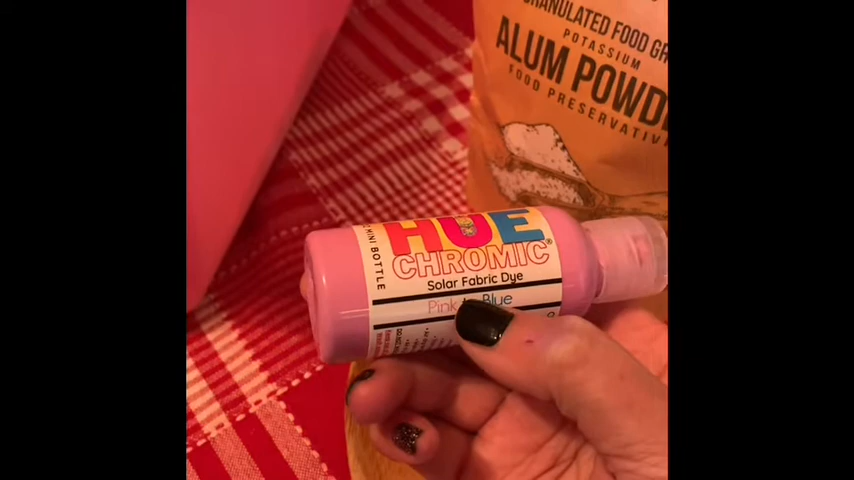 GRANULATED FOOD GR
POTASSIUM
ALUM POWD
FOOD PRESERVATIV
MINI BOTTLE
HUE
CHROMIC®
Solar Fabric Dye
Pink to Blue